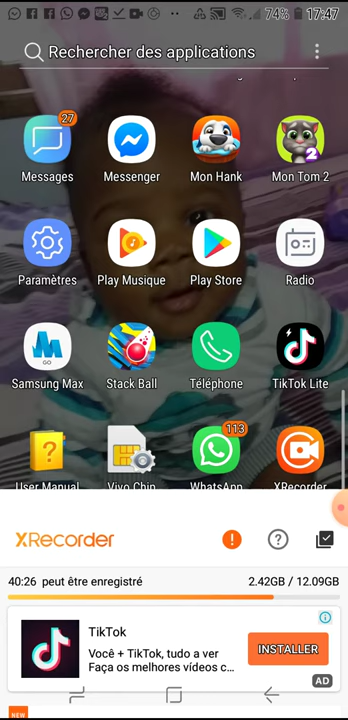 74% 17:47
Rechercher des applications
27
Messages Messenger Mon Hank Mon Tom 2
Paramètres Play Musique Play Store Radio
GO
Samsung Max Stack Ball Téléphone TikTok Lite
113
User Manual Vivo Chip WhatsApp XRecorder
XRecorder
40:26 peut être enregistré 2.42GB / 12.09GB
TikTok
Você + TikTok, tudo a ver
Faça os melhores vídeos c...
INSTALLER
AD
NEW